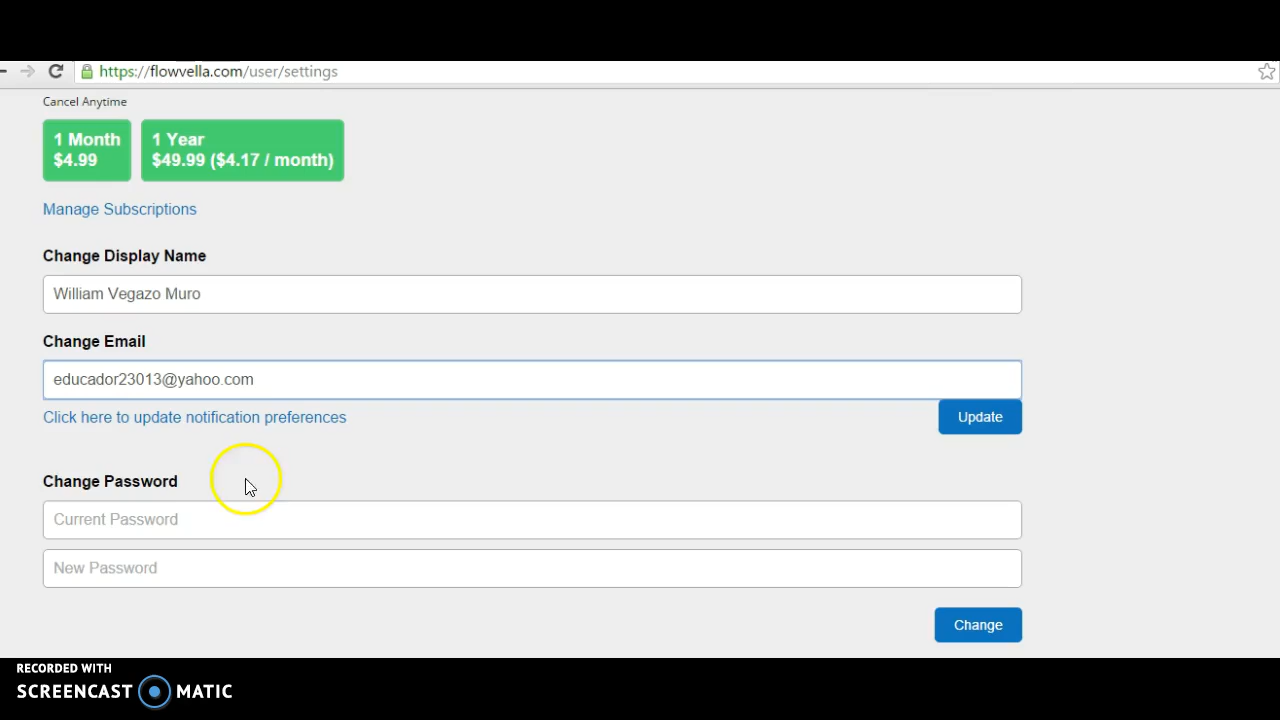 https://flowvella.com/user/settings
Cancel Anytime
1 Month
$4.99
1 Year
$49.99 ($4.17 / month)
Manage Subscriptions
Change Display Name
William Vegazo Muro
Change Email
educador23013@yahoo.com
Click here to update notification preferences
Update
Change Password
Current Password
New Password
Change
RECORDED WITH
SCREENCAST MATIC